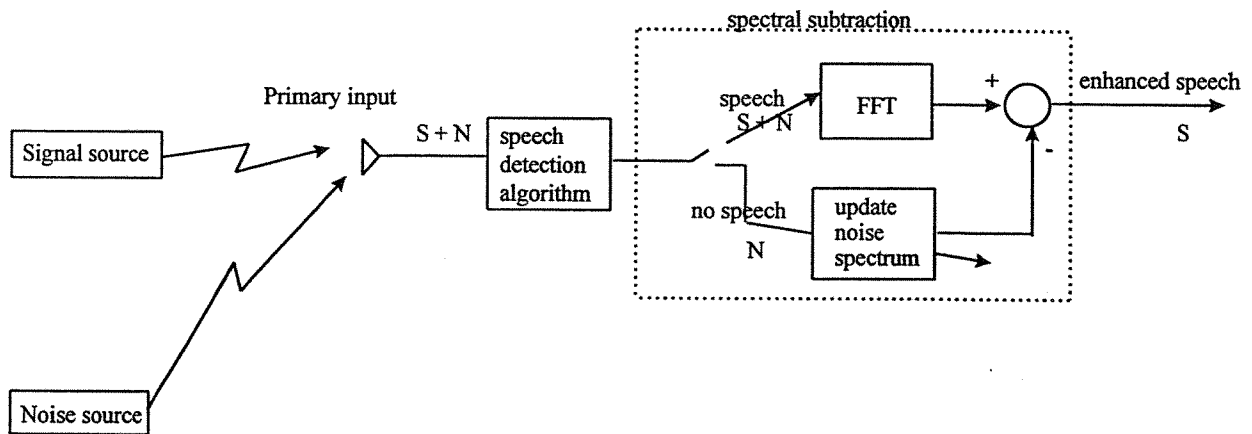 spectral subtraction
Primary input
Signal source
S + N
speech
detection
algorithm
speech
S + N
FFT
+
-
enhanced speech
S
no speech
N
update
noise
spectrum
Noise source